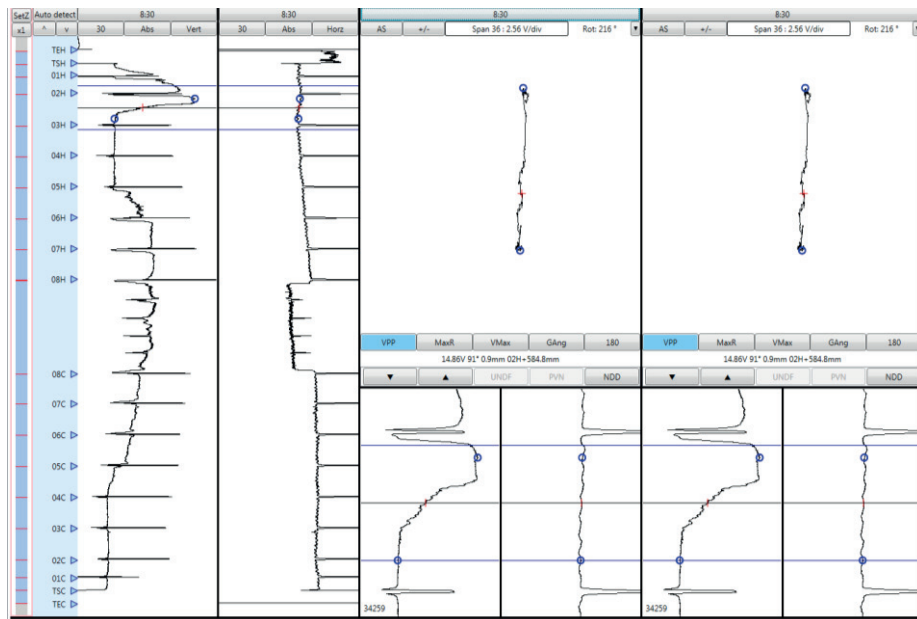 SetZ Auto detect 8:30 8:30 8:30 8:30
x1 ^ v 30 Abs Vert 30 Abs Horz AS +/- Span 36 : 2.56 V/div Rot: 216 ° AS +/- Span 36 : 2.56 V/div Rot: 216 °
TEH
TSH
01H
02H
03H
04H
05H
06H
07H
08H
VPP MaxR VMax GAng 180 VPP MaxR VMax GAng 180
14.86V 91° 0.9mm 02H+584.8mm 14.86V 91° 0.9mm 02H+584.8mm
▼ ▲ UNDF PVN NDD ▼ ▲ UNDF PVN NDD
08C
07C
06C
05C
04C
03C
02C
01C
TSC
TEC
34259 34259